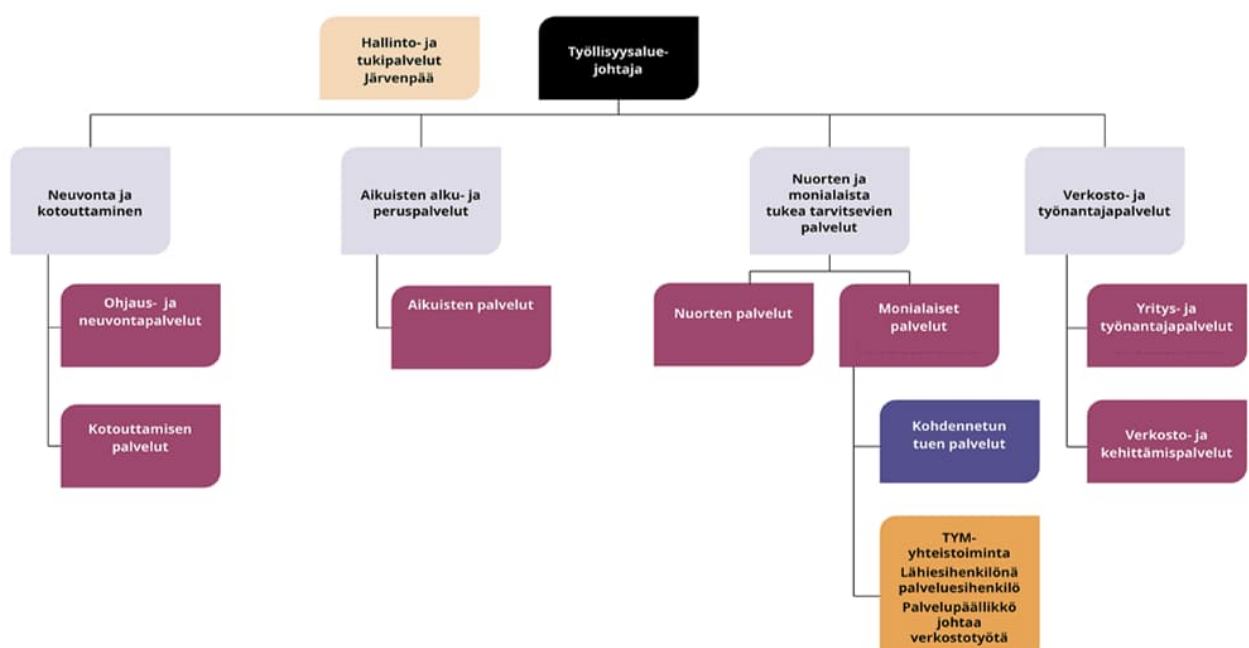 Hallinto- ja
tukipalvelut
Järvenpää
Työllisyysalue-
johtaja
Neuvonta ja
kotouttaminen
Aikuisten alku- ja
peruspalvelut
Nuorten ja
monialaista
tukea tarvitsevien
palvelut
Verkosto- ja
työnantajapalvelut
Ohjaus- ja
neuvontapalvelut
Kotouttamisen
palvelut
Aikuisten palvelut
Nuorten palvelut
Monialaiset
palvelut
Kohdennetun
tuen palvelut
TYM-
yhteistoiminta
Lähiesihenkilönä
palveluesihenkilö
Palvelupäällikkö
johtaa
verkostotyötä
Yritys- ja
työnantajapalvelut
Verkosto- ja
kehittämispalvelut